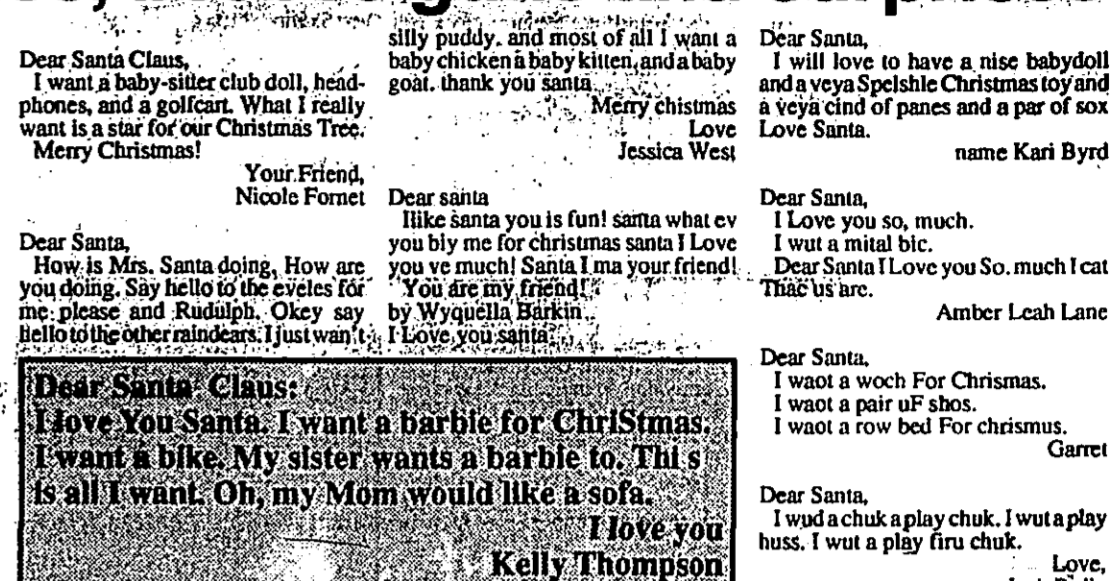 Dear Santa Claus,
I want a baby-sitter club doll, head-
phones, and a golfcart. What I really
want is a star for our Christmas Tree.
Merry Christmas!
Your Friend,
Nicole Fornet
Dear Santa,
How is Mrs. Santa doing, How are
you doing. Say hello to the eveles for
me please and Rudulph. Okey say
hello to the other raindears. I just wan't
silly puddy. and most of all I want a
baby chicken a baby kitten, and a baby
goat. thank you santa
Merry chistmas
Love
Jessica West
Dear santa
Ilike santa you is fun! santa what ev
you bly me for christmas santa I Love
you ve much! Santa I ma your friend!
You are my friend!
by Wyquella Barkin
I Love you santa
Dear Santa Claus:
I love You Santa. I want a barbie for ChriStmas.
I want a bike. My sister wants a barbie to. Thi s
is all I want. Oh, my Mom would like a sofa.
I love you
Kelly Thompson
Dear Santa,
I will love to have a nise babydoll
and a veya Spelshle Christmas toy and
a veya cind of panes and a par of sox
Love Santa.
name Kari Byrd
Dear Santa,
I Love you so, much.
I wut a mital bic.
Dear Santa I Love you So. much I cat
Thac us arc.
Amber Leah Lane
Dear Santa,
I waot a woch For Chrismas.
I waot a pair uF shos.
I waot a row bed For chrismus.
Garret
Dear Santa,
I wud a chuk a play chuk. I wut a play
huss. I wut a play firu chuk.
Love,